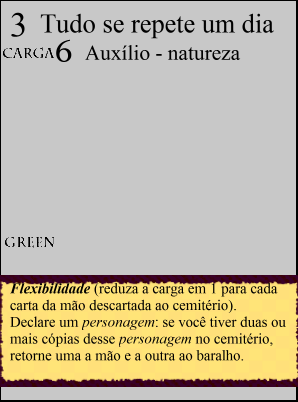 3 Tudo se repete um dia
CARGA 6 Auxílio - natureza
GREEN
Flexibilidade (reduza a carga em 1 para cada
carta da mão descartada ao cemitério).
Declare um personagem: se você tiver duas ou
mais cópias desse personagem no cemitério,
retorne uma a mão e a outra ao baralho.